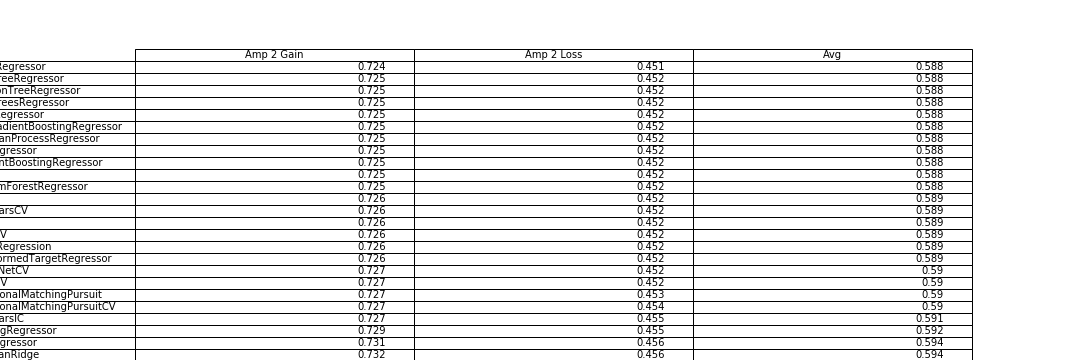 Amp 2 Gain Amp 2 Loss Avg
Regressor 0.724 0.451 0.588
reeRegressor 0.725 0.452 0.588
onTreeRegressor 0.725 0.452 0.588
reesRegressor 0.725 0.452 0.588
egressor 0.725 0.452 0.588
adientBoostingRegressor 0.725 0.452 0.588
anProcessRegressor 0.725 0.452 0.588
gressor 0.725 0.452 0.588
ntBoostingRegressor 0.725 0.452 0.588
0.725 0.452 0.588
mForestRegressor 0.725 0.452 0.588
0.726 0.452 0.589
arsCV 0.726 0.452 0.589
0.726 0.452 0.589
V 0.726 0.452 0.589
Regression 0.726 0.452 0.589
ormedTargetRegressor 0.726 0.452 0.589
NetCV 0.727 0.452 0.59
V 0.727 0.452 0.59
onalMatchingPursuit 0.727 0.453 0.59
onalMatchingPursuitCV 0.727 0.454 0.59
arsIC 0.727 0.455 0.591
gRegressor 0.729 0.455 0.592
gressor 0.731 0.456 0.594
anRidge 0.732 0.456 0.594